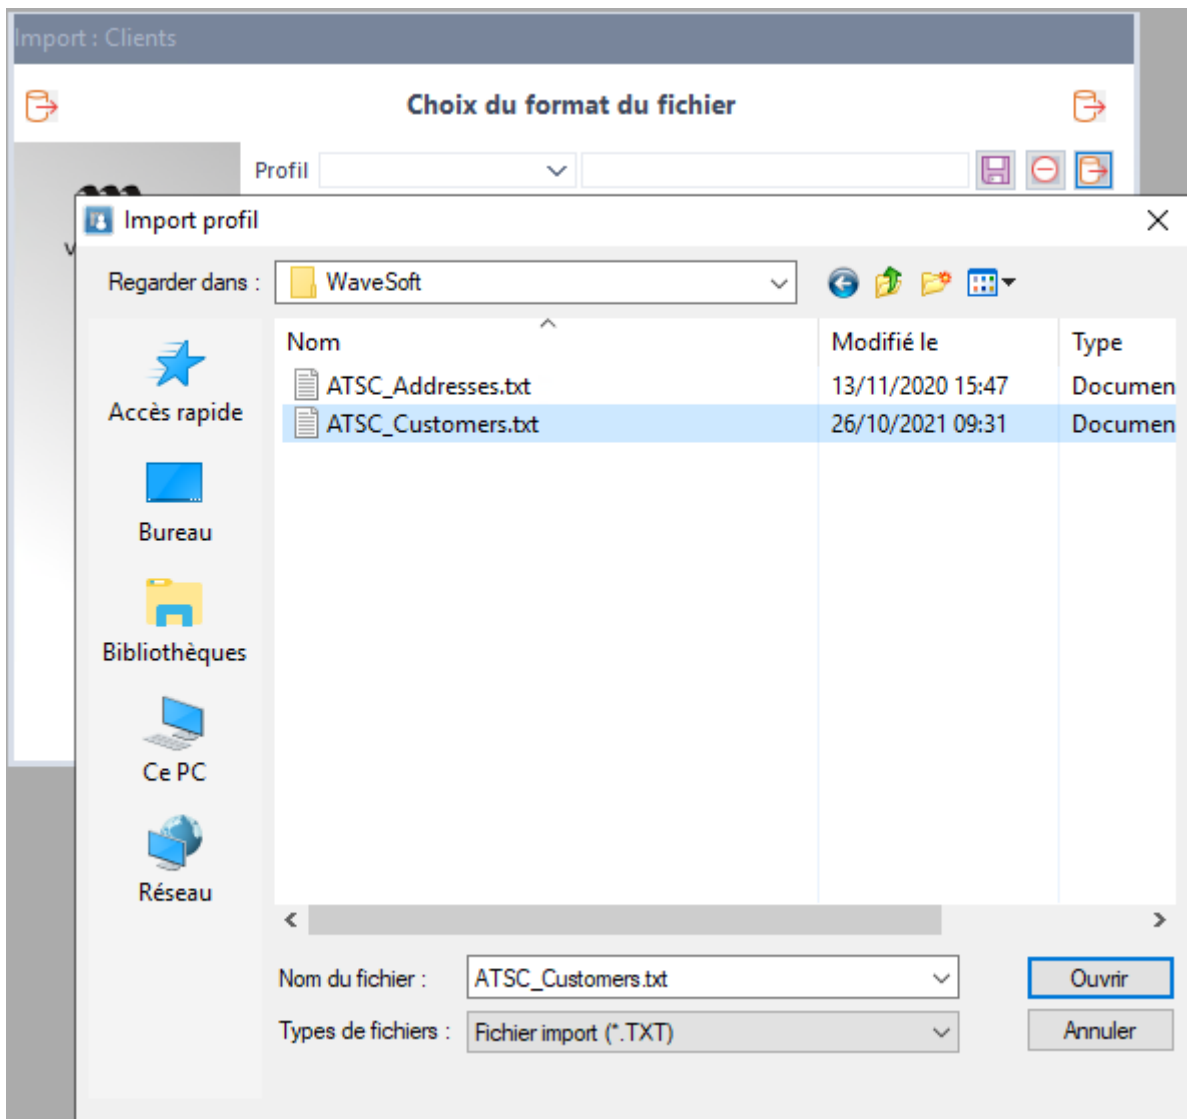 Import : Clients
Choix du format du fichier
Profil
Import profil
Regarder dans : WaveSoft
Nom Modifié le Type
ATSC_Addresses.txt 13/11/2020 15:47 Documen
ATSC_Customers.txt 26/10/2021 09:31 Documen
Accès rapide
Bureau
Bibliothèques
Ce PC
Réseau
Nom du fichier : ATSC_Customers.txt Ouvrir
Types de fichiers : Fichier import (*.TXT) Annuler